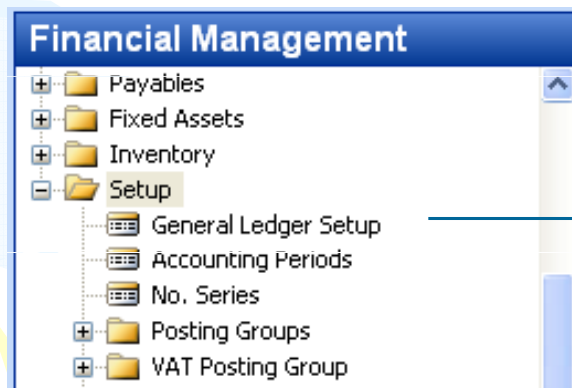 Financial Management
Payables
Fixed Assets
Inventory
Setup
General Ledger Setup
Accounting Periods
No. Series
Posting Groups
VAT Posting Group